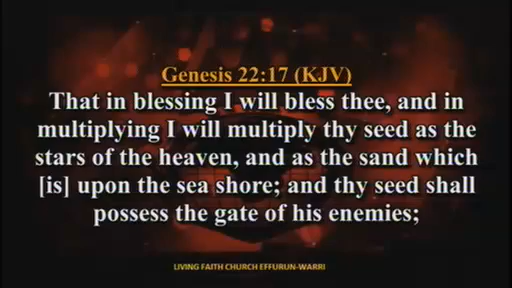 Genesis 22:17 (KJV)
That in blessing I will bless thee, and in
multiplying I will multiply thy seed as the
stars of the heaven, and as the sand which
[is] upon the sea shore; and thy seed shall
possess the gate of his enemies;
LIVING FAITH CHURCH EFFURUN-WARRI